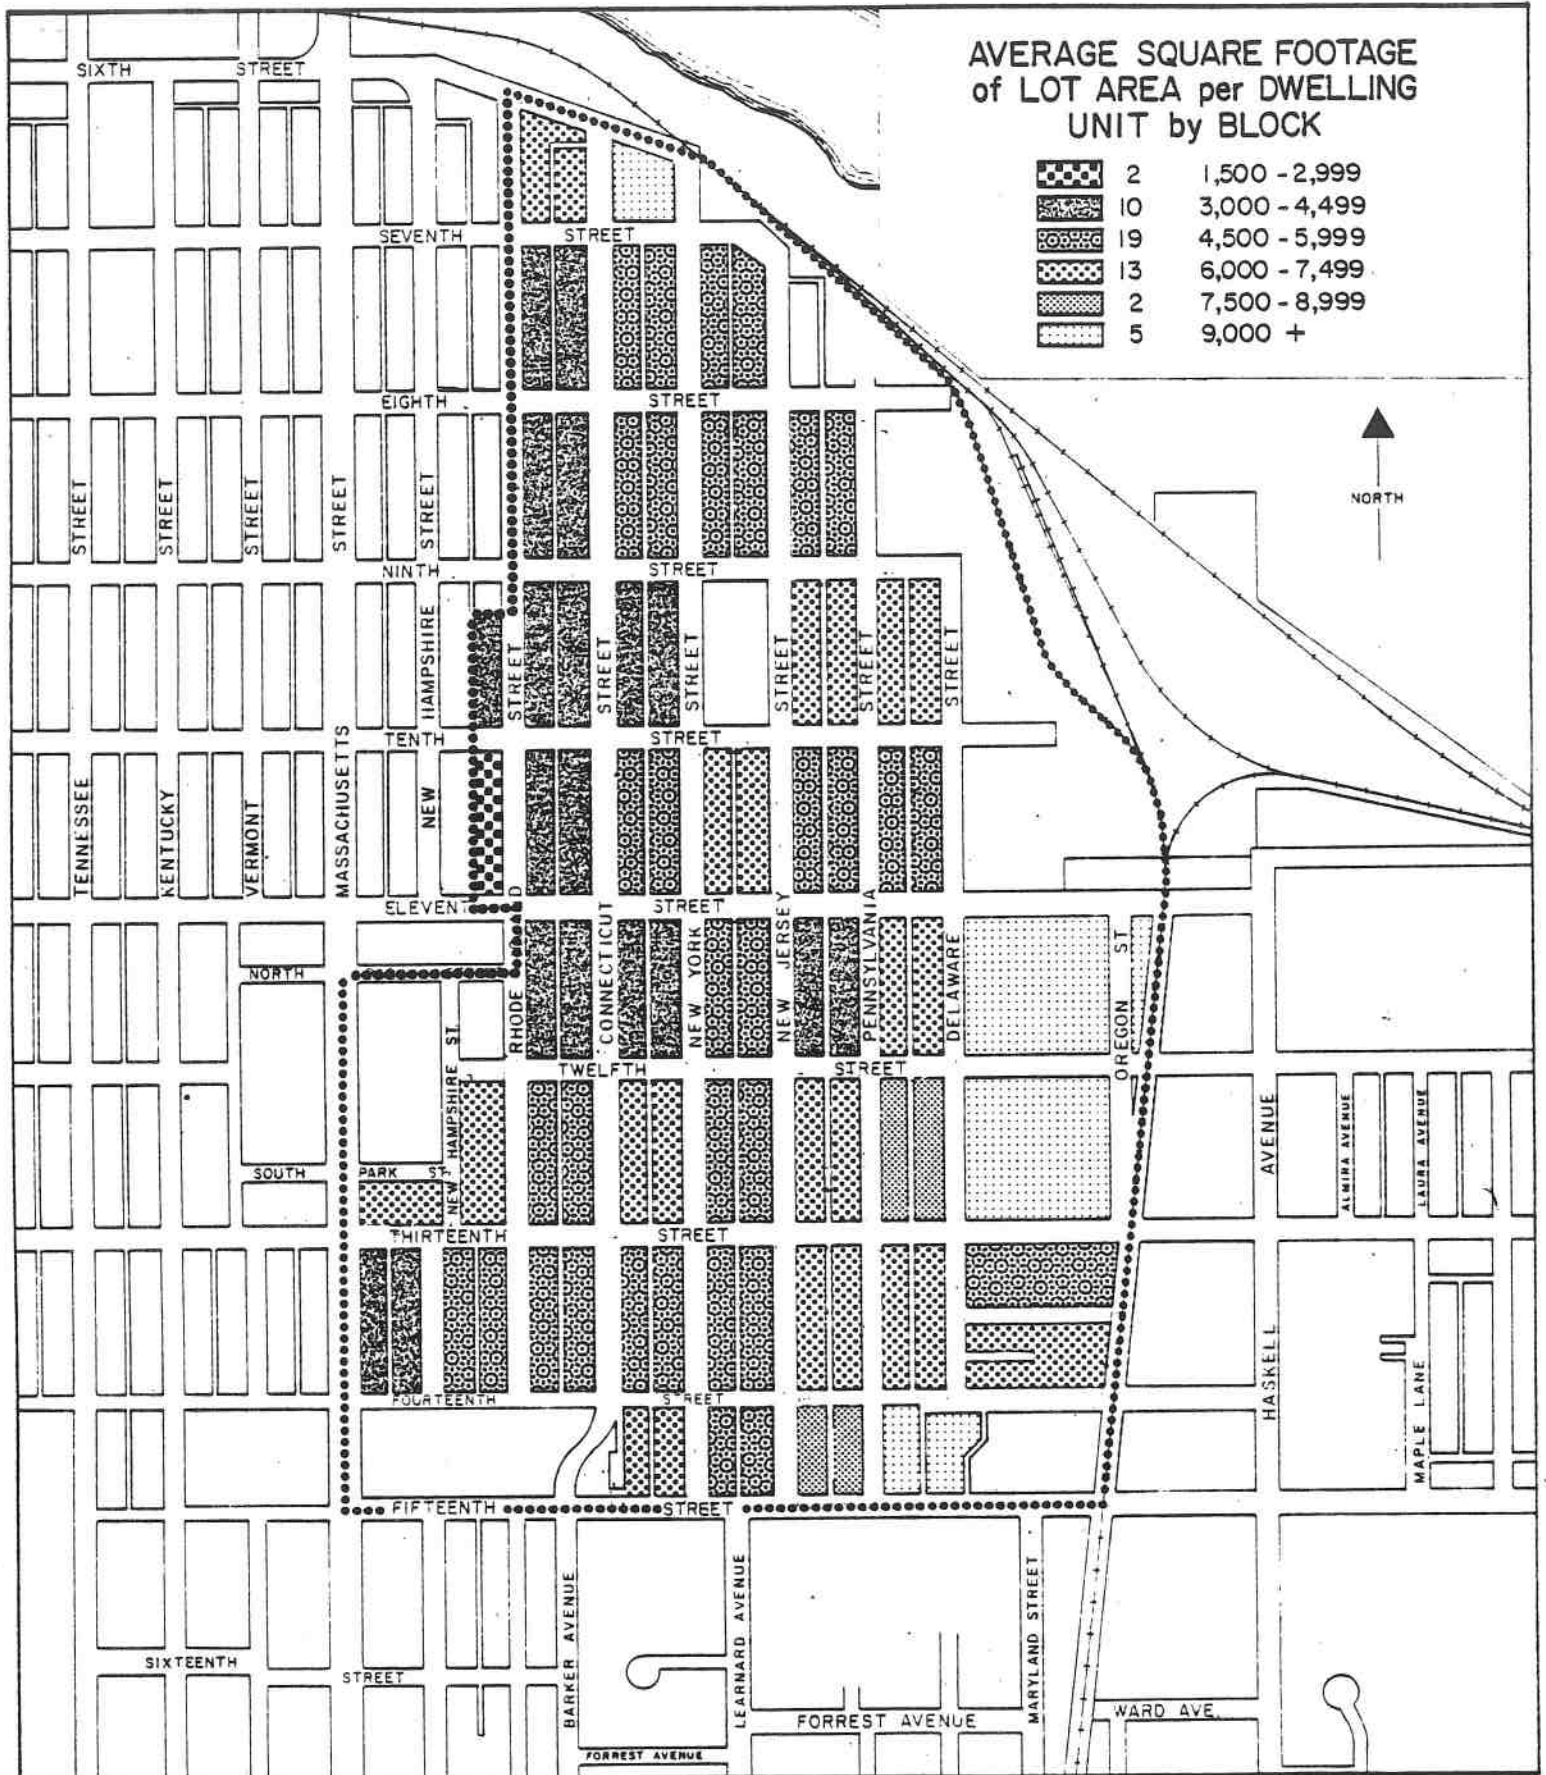 AVERAGE SQUARE FOOTAGE
of LOT AREA per DWELLING
UNIT by BLOCK
2 1,500 - 2,999
10 3,000 - 4,499
19 4,500 - 5,999
13 6,000 - 7,499
2 7,500 - 8,999
5 9,000 +
NORTH
SIXTH STREET
SEVENTH STREET
EIGHTH STREET
NINTH STREET
TENTH STREET
ELEVENT STREET
NORTH
TWELFTH STREET
SOUTH PARK ST
THIRTEENTH STREET
FOURTEENTH STREET
FIFTEENTH STREET
SIXTEENTH STREET
TENNESSEE STREET
KENTUCKY STREET
VERMONT STREET
MASSACHUSETTS STREET
NEW HAMPSHIRE STREET
NEW HAMPSHIRE ST.
RHODE D STREET
CONNECTICUT STREET
NEW YORK STREET
NEW JERSEY STREET
PENNSYLVANIA STREET
DELAWARE STREET
OREGON ST
HASKELL AVENUE
ALMIRA AVENUE
LAURA AVENUE
MAPLE LANE
BARKER AVENUE
LEARNARD AVENUE
MARYLAND STREET
FORREST AVENUE
WARD AVE.
FORREST AVENUE